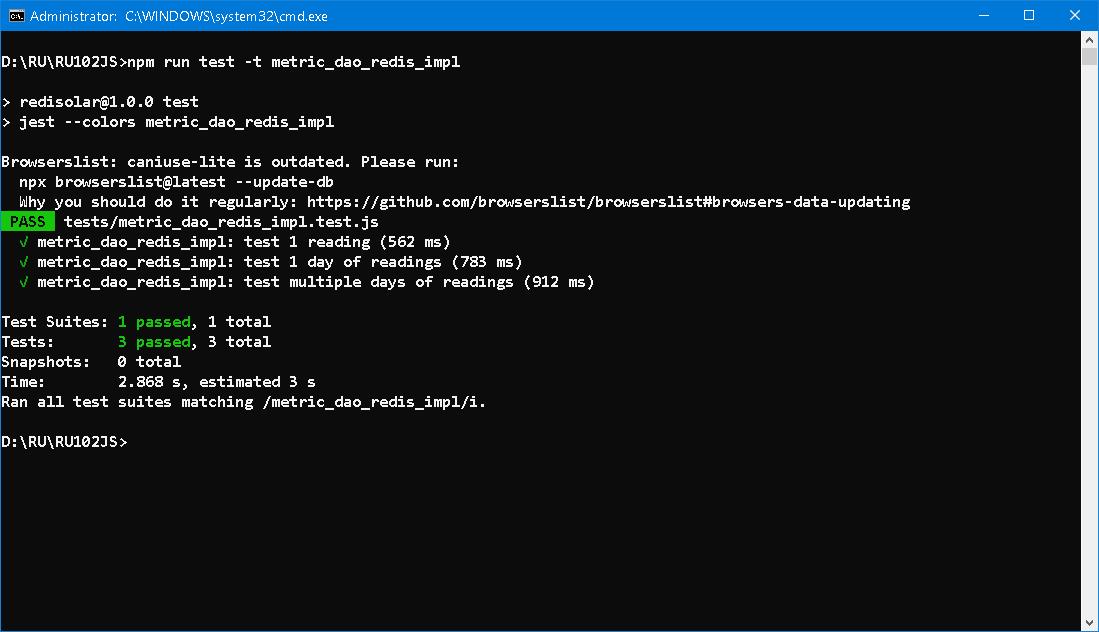 Administrator: C:\WINDOWS\system32\cmd.exe
D:\RU\RU102JS>npm run test -t metric_dao_redis_impl
> redisolar@1.0.0 test
> jest --colors metric_dao_redis_impl
Browserslist: caniuse-lite is outdated. Please run:
npx browserslist@latest --update-db
Why you should do it regularly: https://github.com/browserslist/browserslist#browsers-data-updating
PASS tests/metric_dao_redis_impl.test.js
√ metric_dao_redis_impl: test 1 reading (562 ms)
√ metric_dao_redis_impl: test 1 day of readings (783 ms)
√ metric_dao_redis_impl: test multiple days of readings (912 ms)
Test Suites: 1 passed, 1 total
Tests: 3 passed, 3 total
Snapshots: 0 total
Time: 2.868 s, estimated 3 s
Ran all test suites matching /metric_dao_redis_impl/i.
D:\RU\RU102JS>